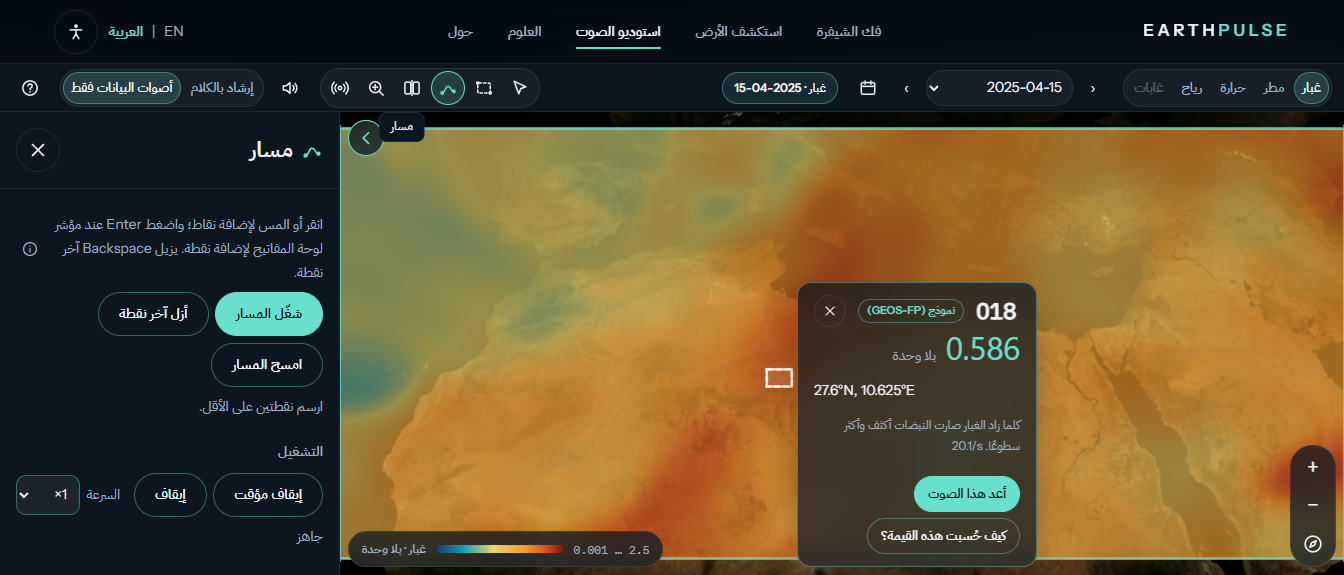 EARTHPULSE
فك الشيفرة
استكشف الأرض
استوديو الصوت
العلوم
حول
العربية | EN
غبار
مطر
حرارة
رياح
غابات
2025-04-15
غبار · 2025-04-15
إرشاد بالكلام
أصوات البيانات فقط
مسار
مسار
انقر أو المس لإضافة نقاط؛ واضغط Enter عند مؤشر
لوحة المفاتيح لإضافة نقطة. يزيل Backspace آخر
نقطة.
شغّل المسار
أزل آخر نقطة
امسح المسار
ارسم نقطتين على الأقل.
التشغيل
إيقاف مؤقت
إيقاف
السرعة
×1
جاهز
018
نموذج (GEOS-FP)
0.586 بلا وحدة
27.6°N, 10.625°E
كلما زاد الغبار صارت النبضات أكثف وأكثر
سطوعًا. 20.1/s
أعد هذا الصوت
كيف حُسبت هذه القيمة؟
غبار · بلا وحدة
0.001 … 2.5